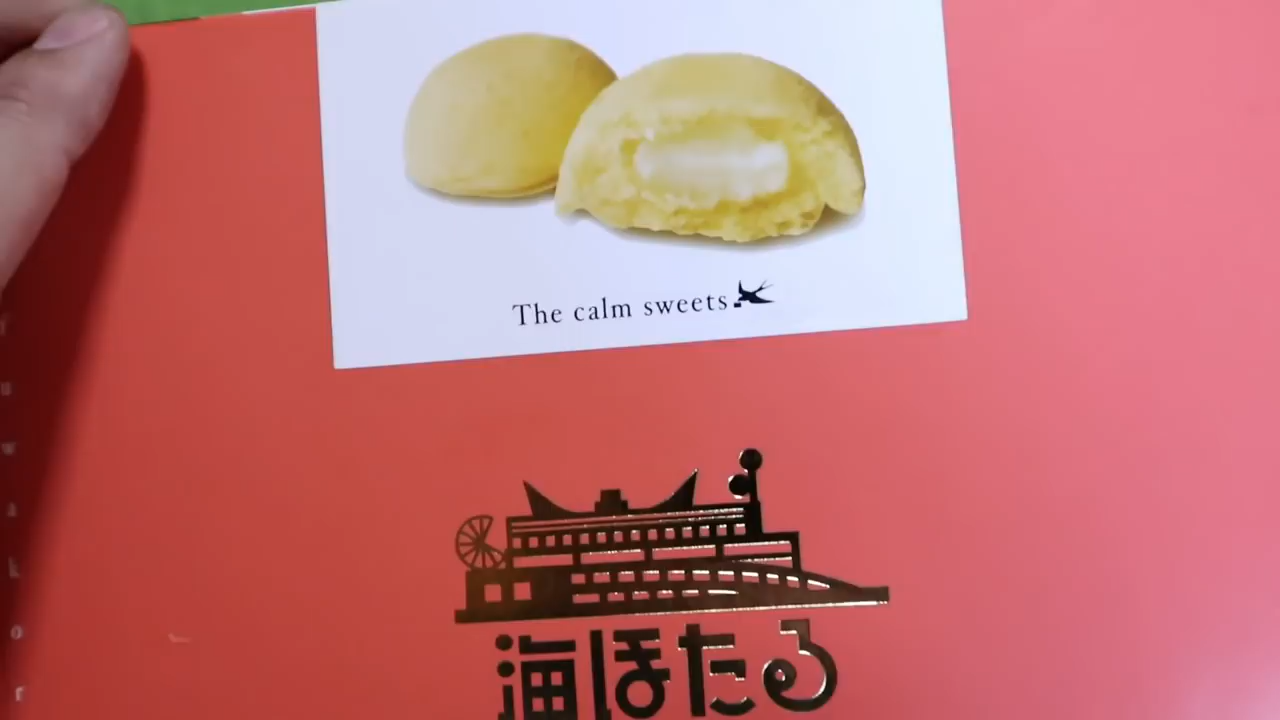 The calm sweets
海ほたる
f
u
w
a
k
o
r